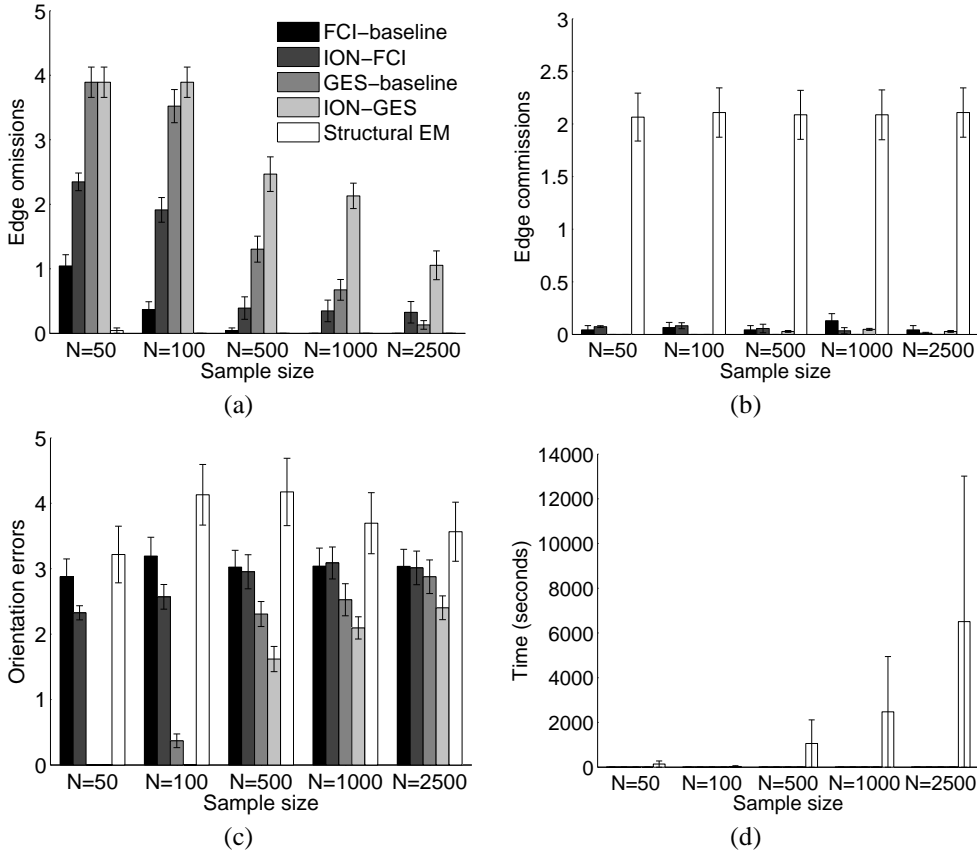 5
4
3
2
1
0
Edge omissions
FCI−baseline
ION−FCI
GES−baseline
ION−GES
Structural EM
N=50 N=100 N=500 N=1000 N=2500
Sample size
(a)
3
2.5
2
1.5
1
0.5
0
Edge commissions
N=50 N=100 N=500 N=1000 N=2500
Sample size
(b)
5
4
3
2
1
0
Orientation errors
N=50 N=100 N=500 N=1000 N=2500
Sample size
(c)
14000
12000
10000
8000
6000
4000
2000
0
Time (seconds)
N=50 N=100 N=500 N=1000 N=2500
Sample size
(d)